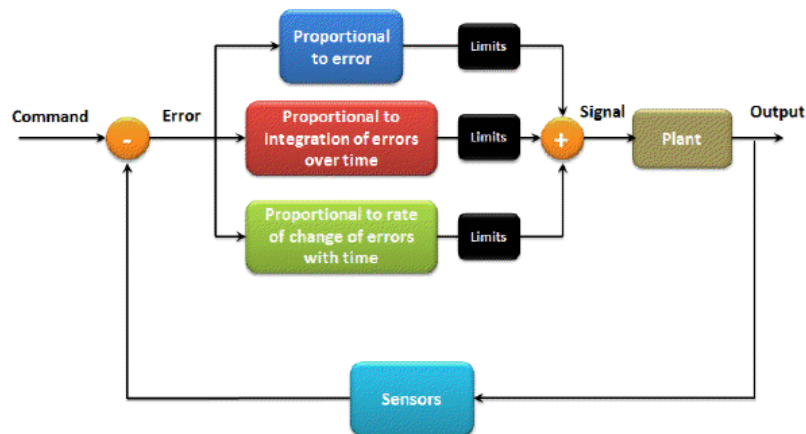 Proportional
to error
Limits
Command
-
Error
Proportional to
integration of errors
over time
Limits
+
Signal
Plant
Output
Proportional to rate
of change of errors
with time
Limits
Sensors